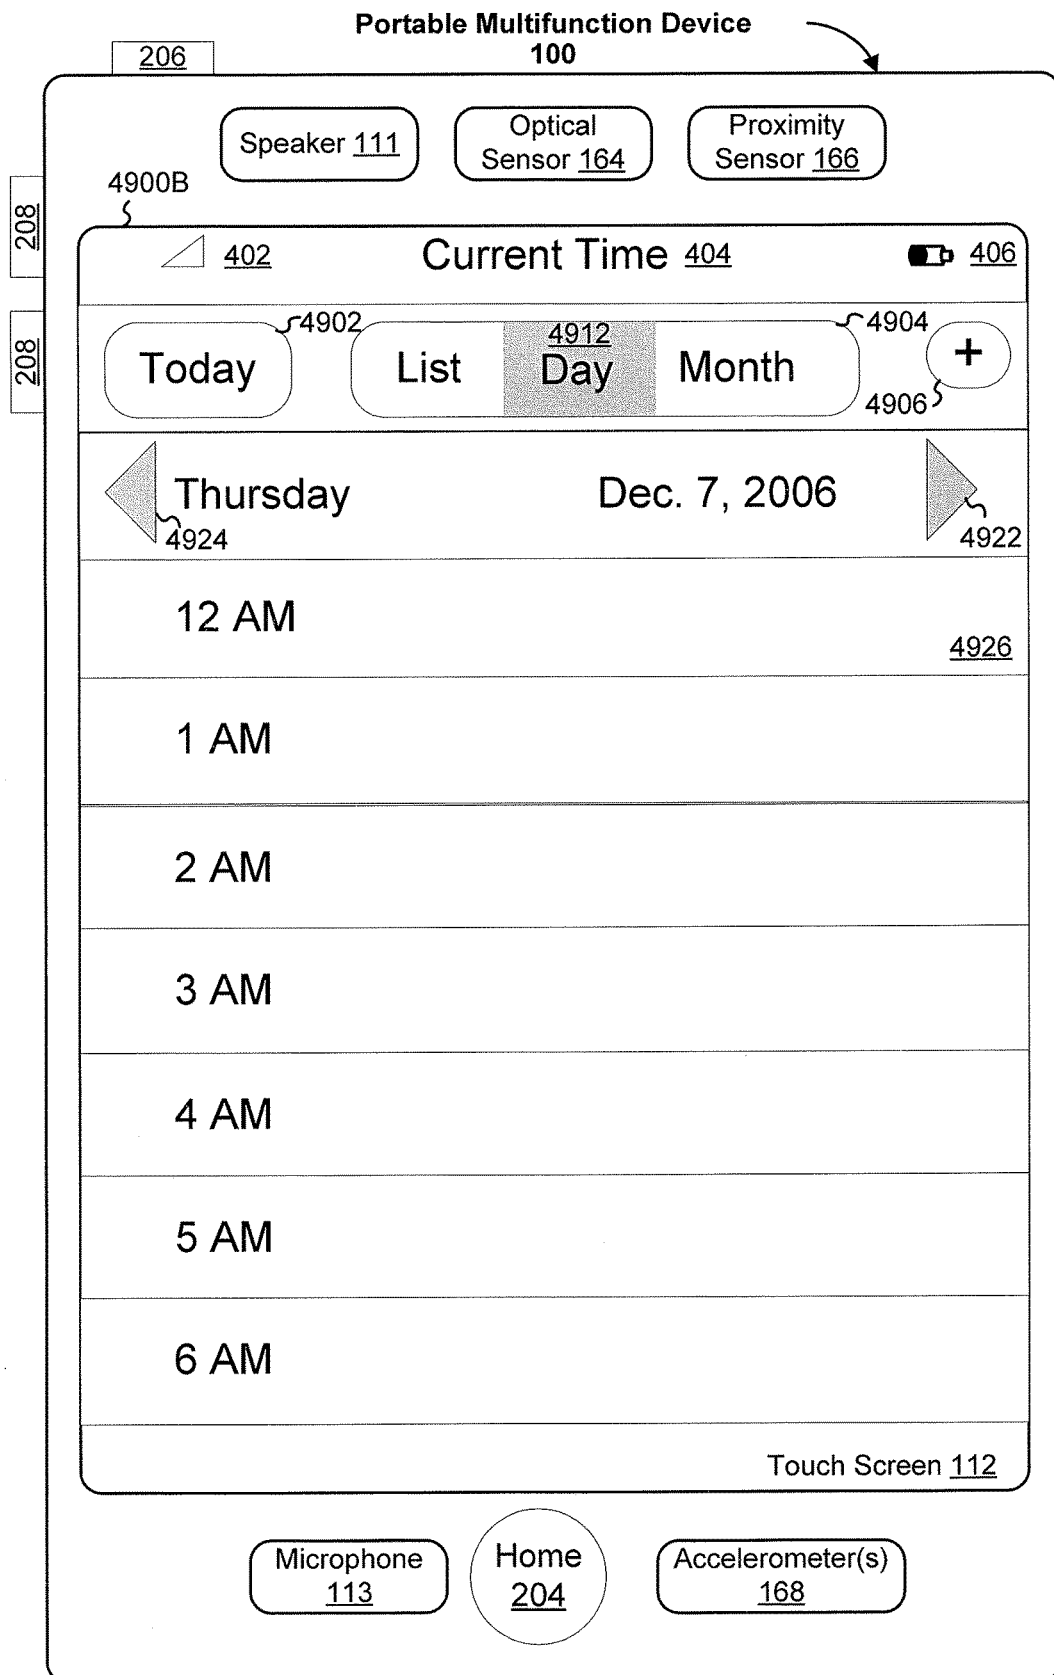 Portable Multifunction Device
100
206
Speaker 111
Optical
Sensor 164
Proximity
Sensor 166
4900B
208
208
402
Current Time 404
406
4902
4912
4904
Today
List
Day
Month
+
4906
Thursday
Dec. 7, 2006
4924
4922
12 AM
4926
1 AM
2 AM
3 AM
4 AM
5 AM
6 AM
Touch Screen 112
Microphone
113
Home
204
Accelerometer(s)
168